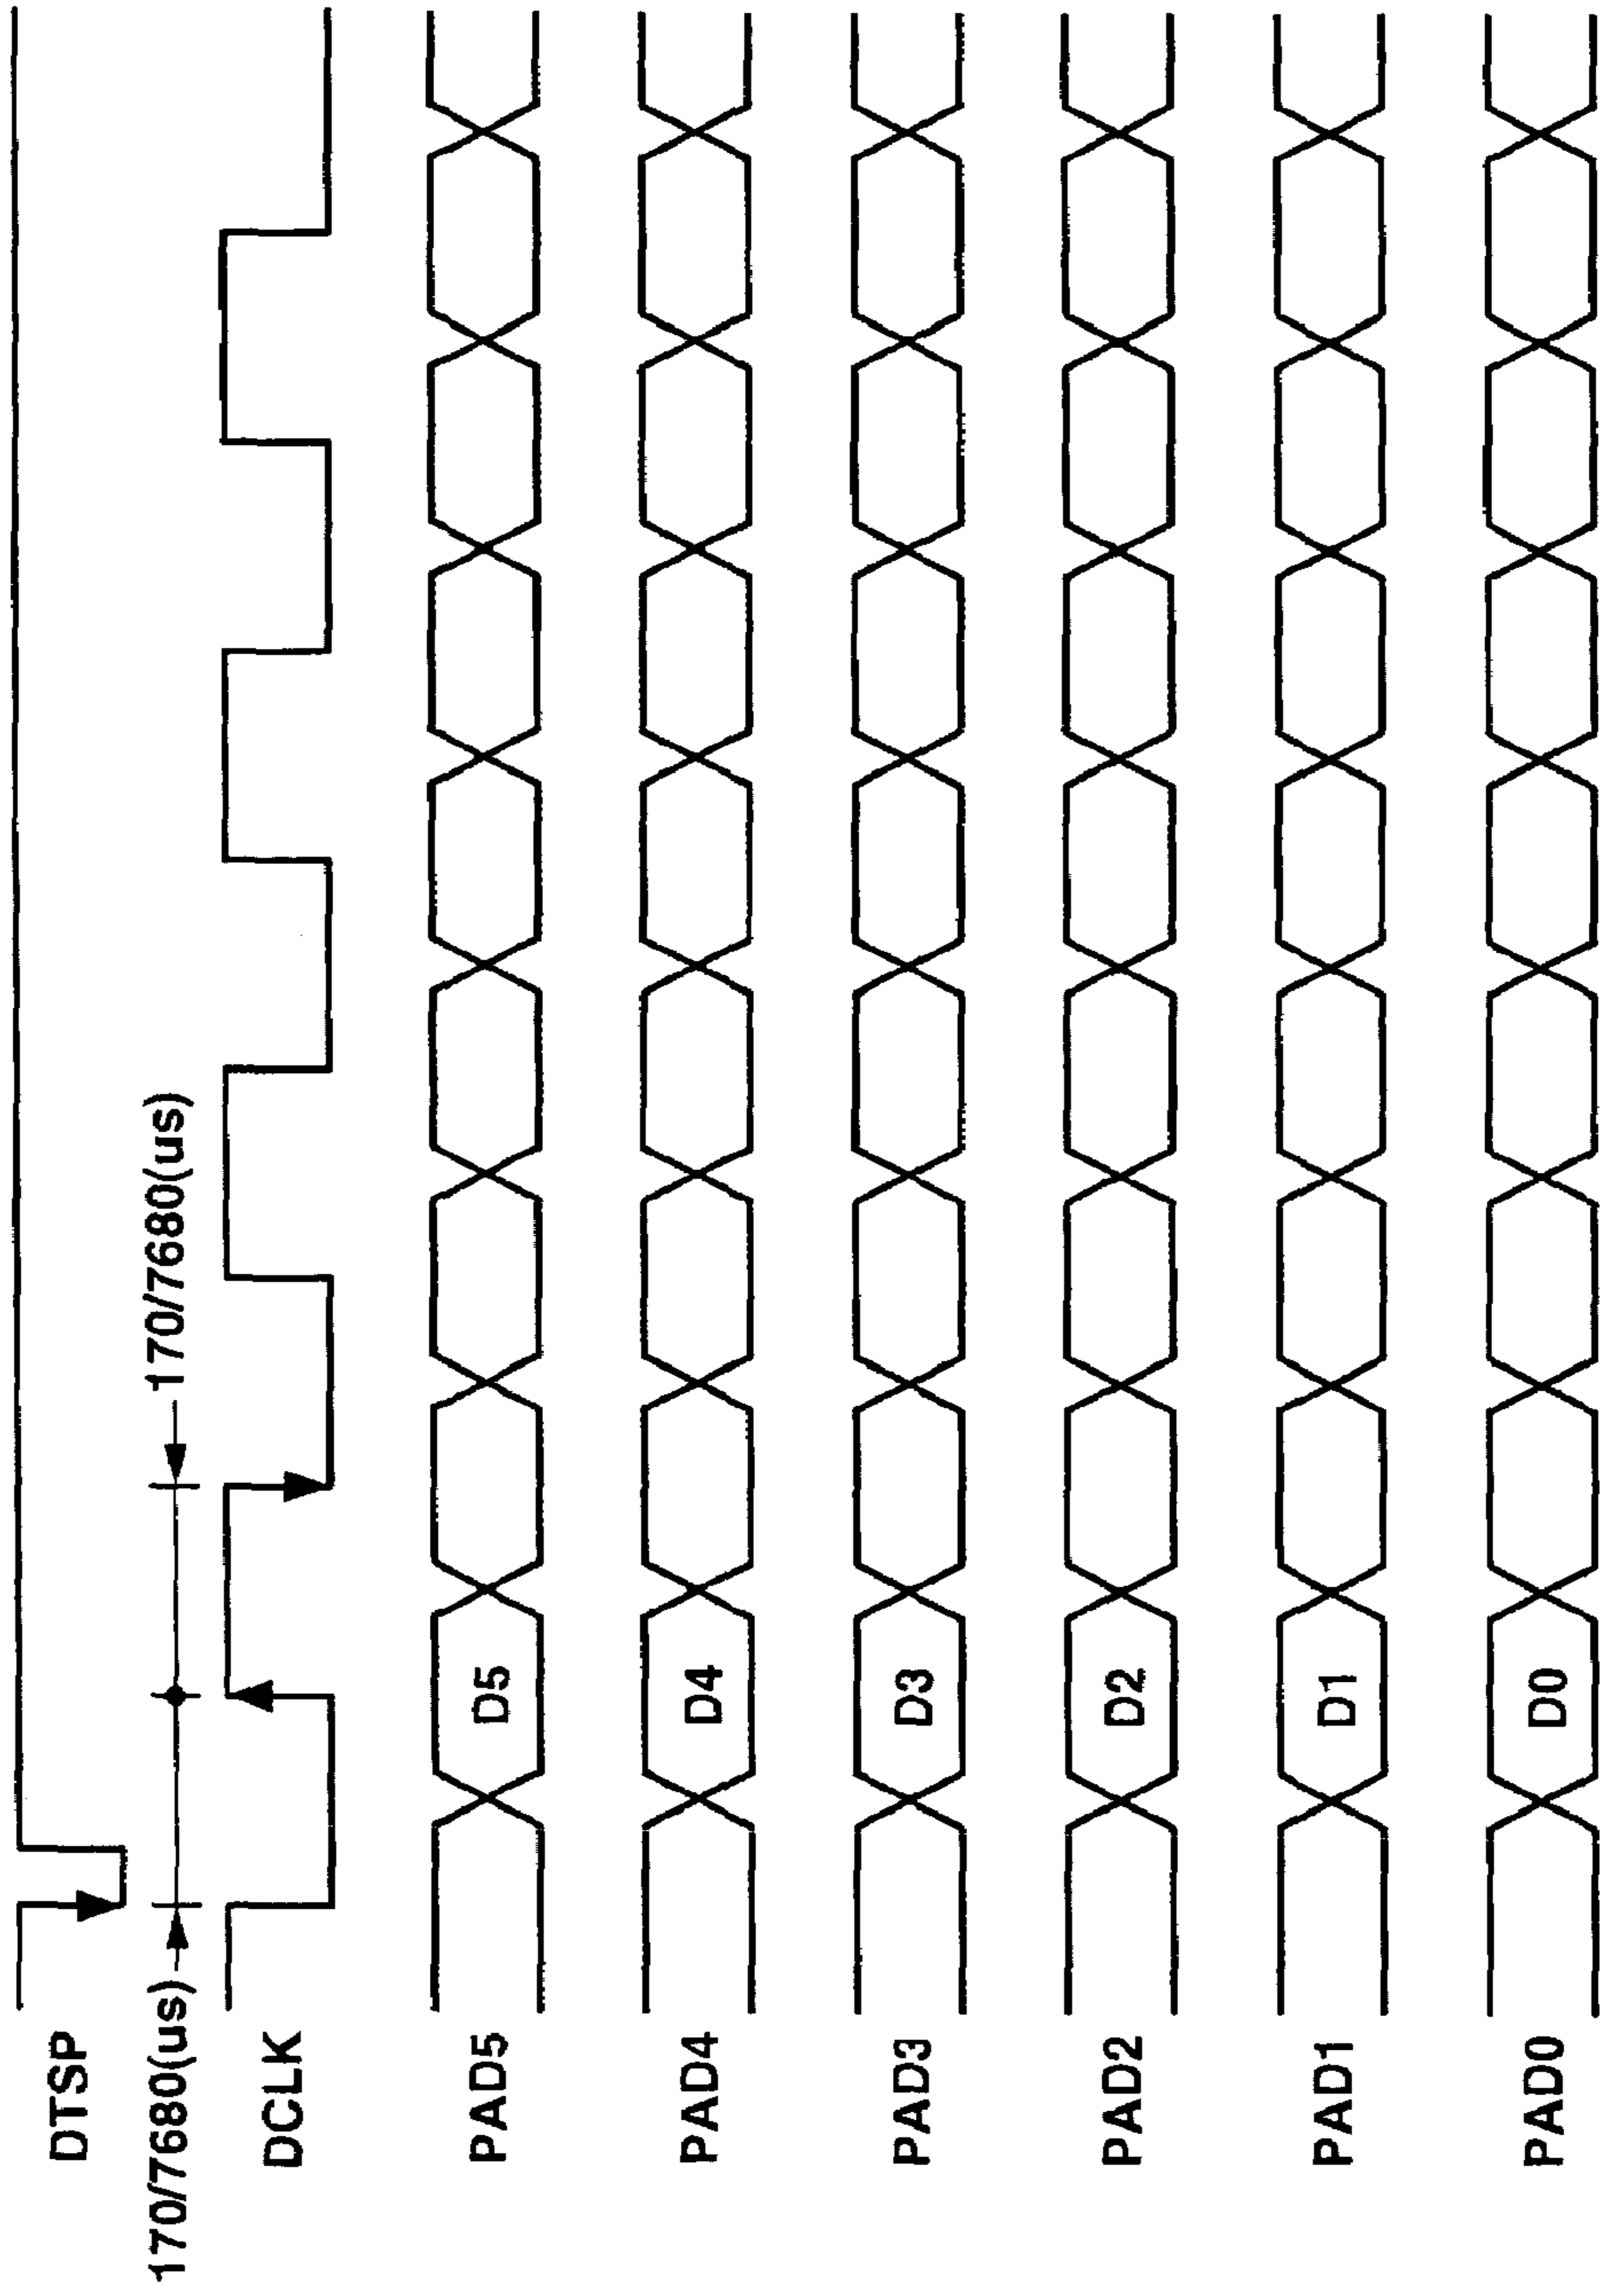 DTSP
170/7680(us)
170/7680(us)
DCLK
PAD5
D5
PAD4
D4
PAD3
D3
PAD2
D2
PAD1
D1
PAD0
D0